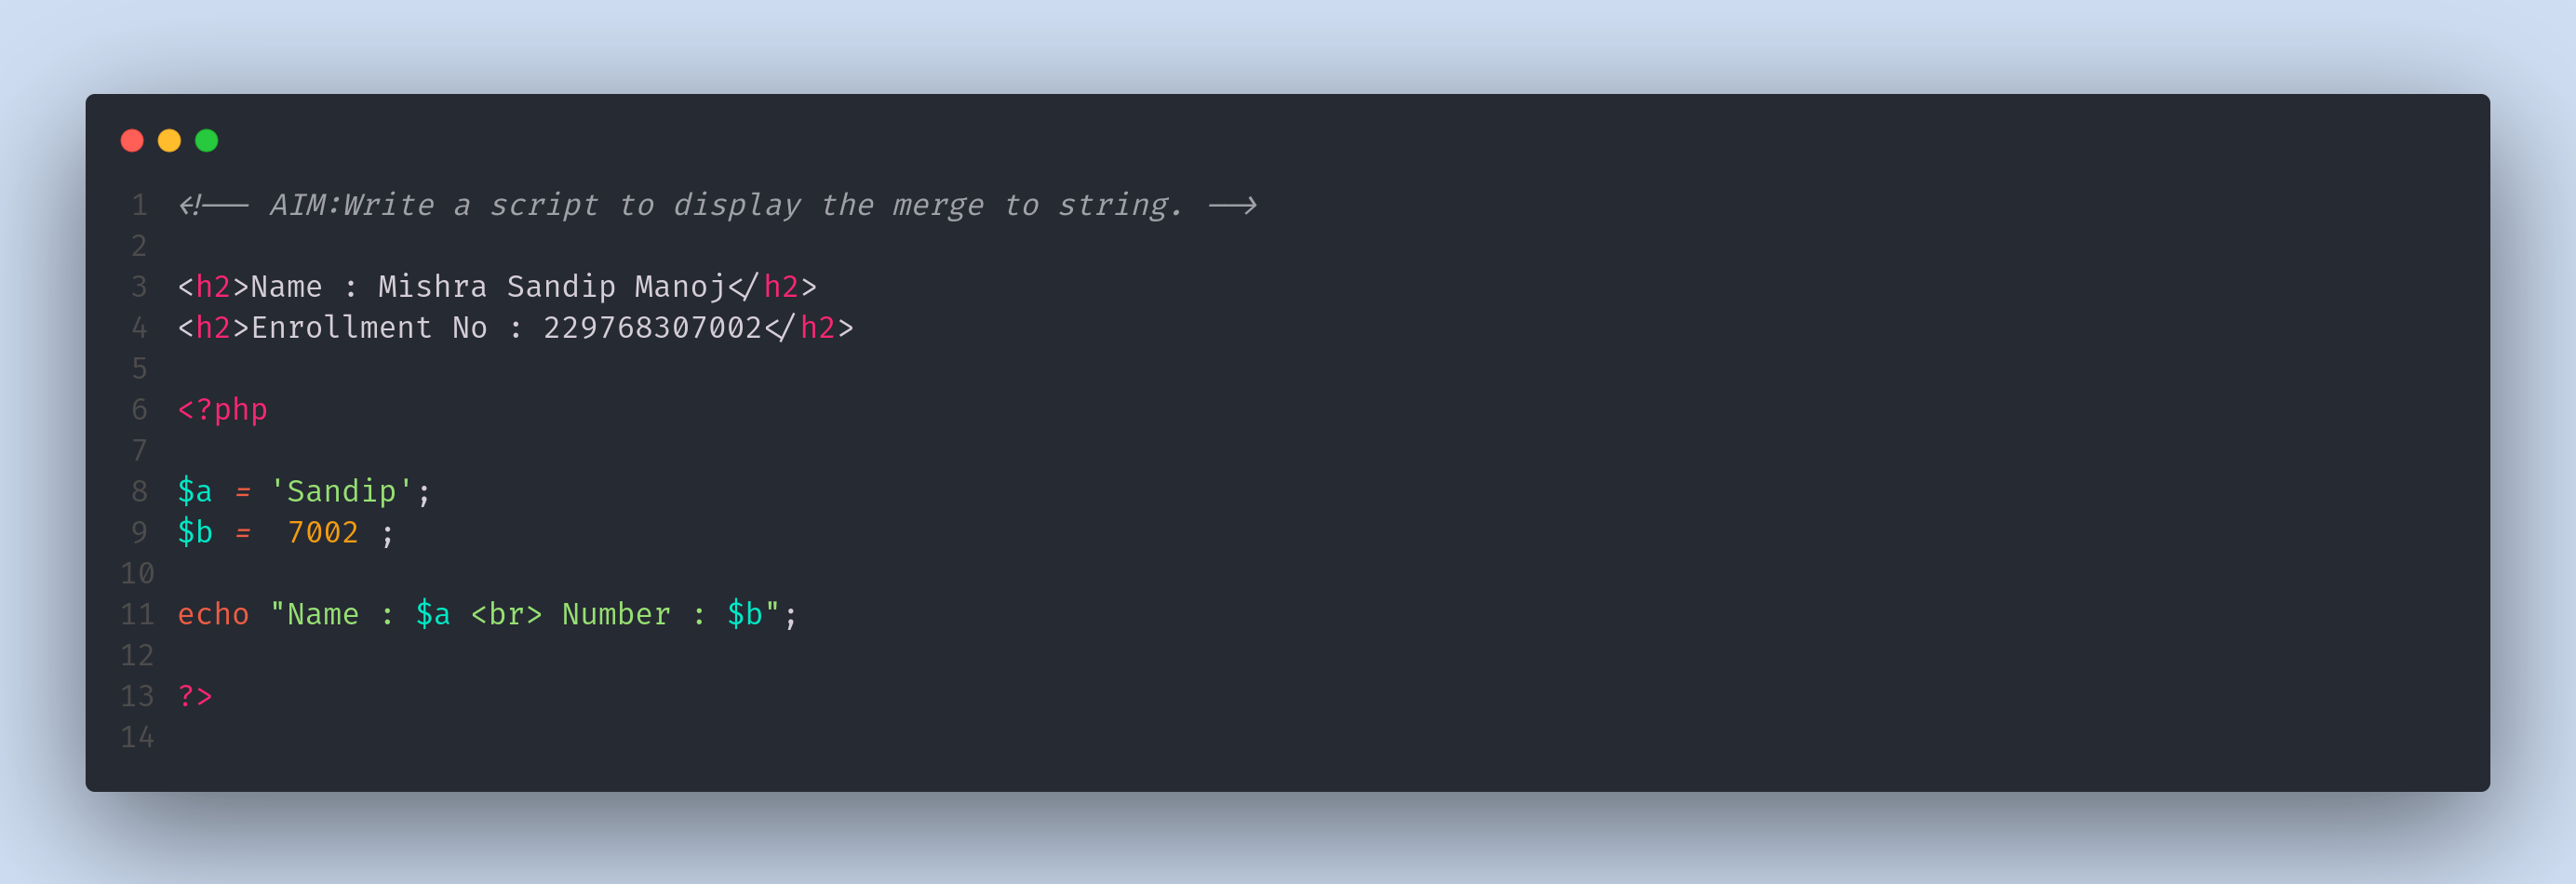 1 <!-- AIM:Write a script to display the merge to string. -->
2
3 <h2>Name : Mishra Sandip Manoj</h2>
4 <h2>Enrollment No : 229768307002</h2>
5
6 <?php
7
8 $a = 'Sandip';
9 $b =  7002 ;
10
11 echo "Name : $a <br> Number : $b";
12
13 ?>
14